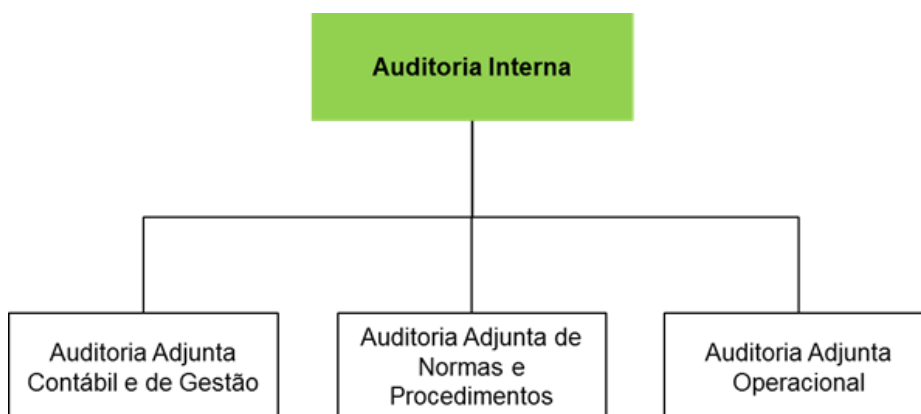 Auditoria Interna
Auditoria Adjunta
Contábil e de Gestão
Auditoria Adjunta de
Normas e
Procedimentos
Auditoria Adjunta
Operacional